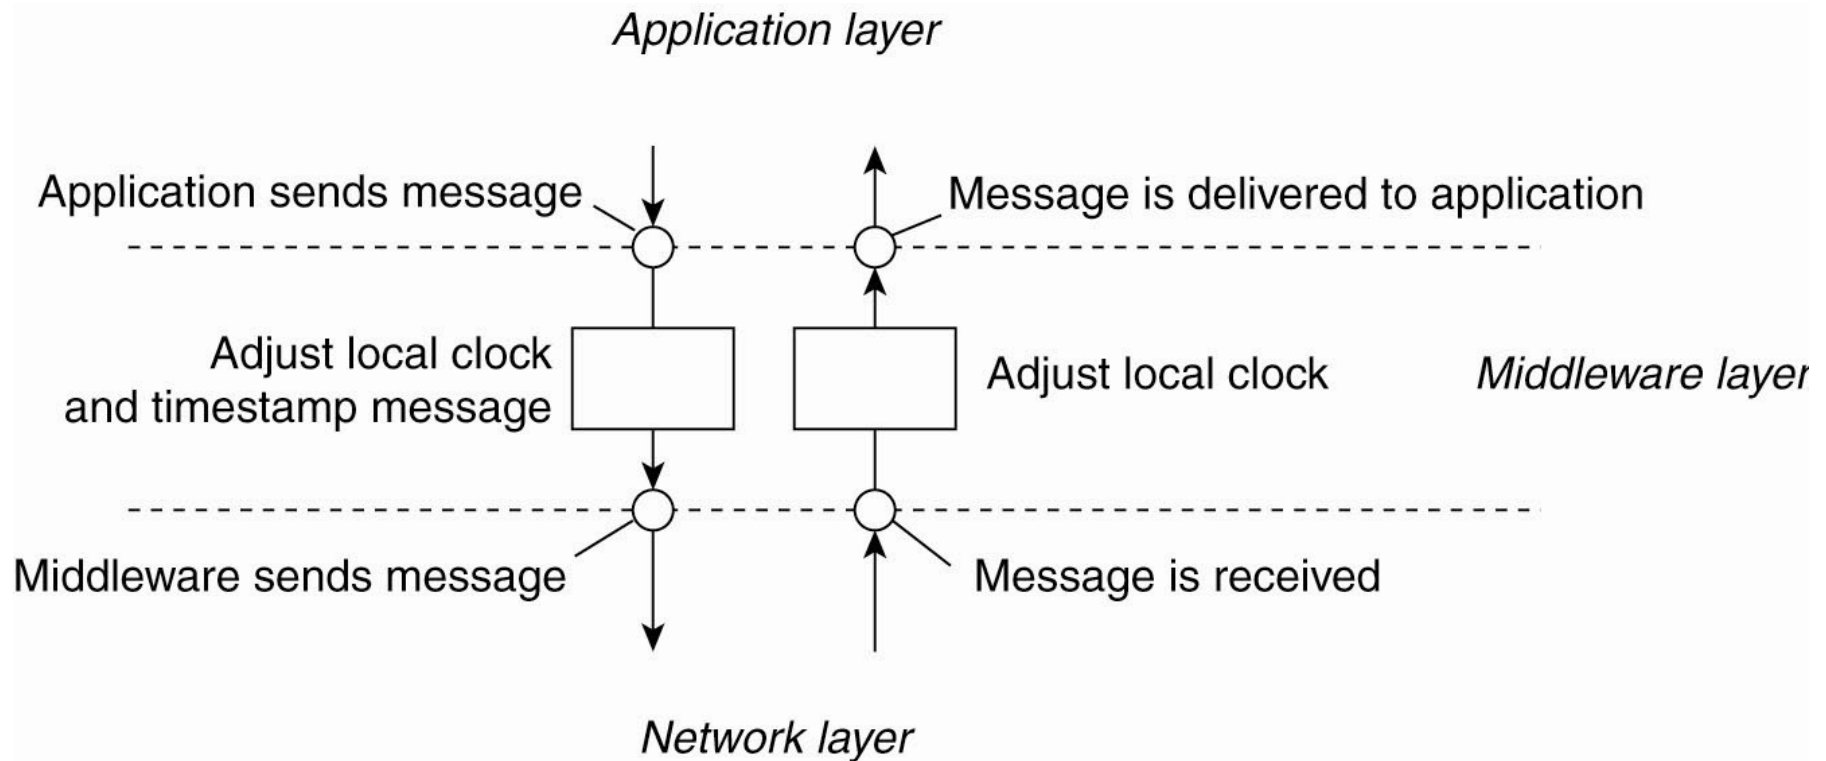 Application layer
Application sends message
Message is delivered to application
Adjust local clock
and timestamp message
Adjust local clock
Middleware layer
Middleware sends message
Message is received
Network layer